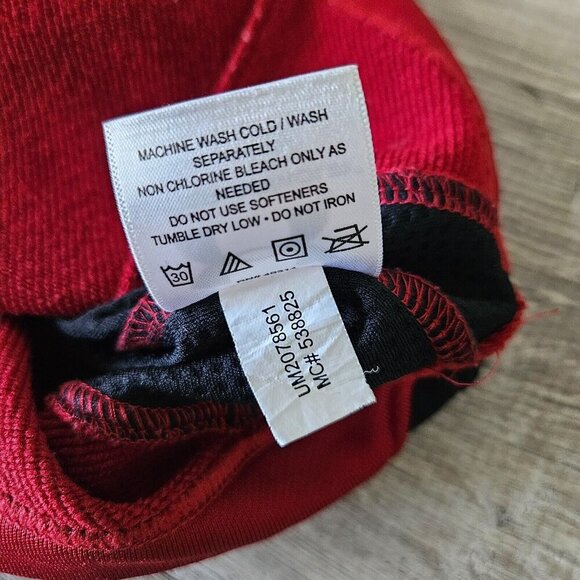 MACHINE WASH COLD / WASH
SEPARATELY
NON CHLORINE BLEACH ONLY AS
NEEDED
DO NOT USE SOFTENERS
TUMBLE DRY LOW • DO NOT IRON
30
UM2078561
MC# 538825